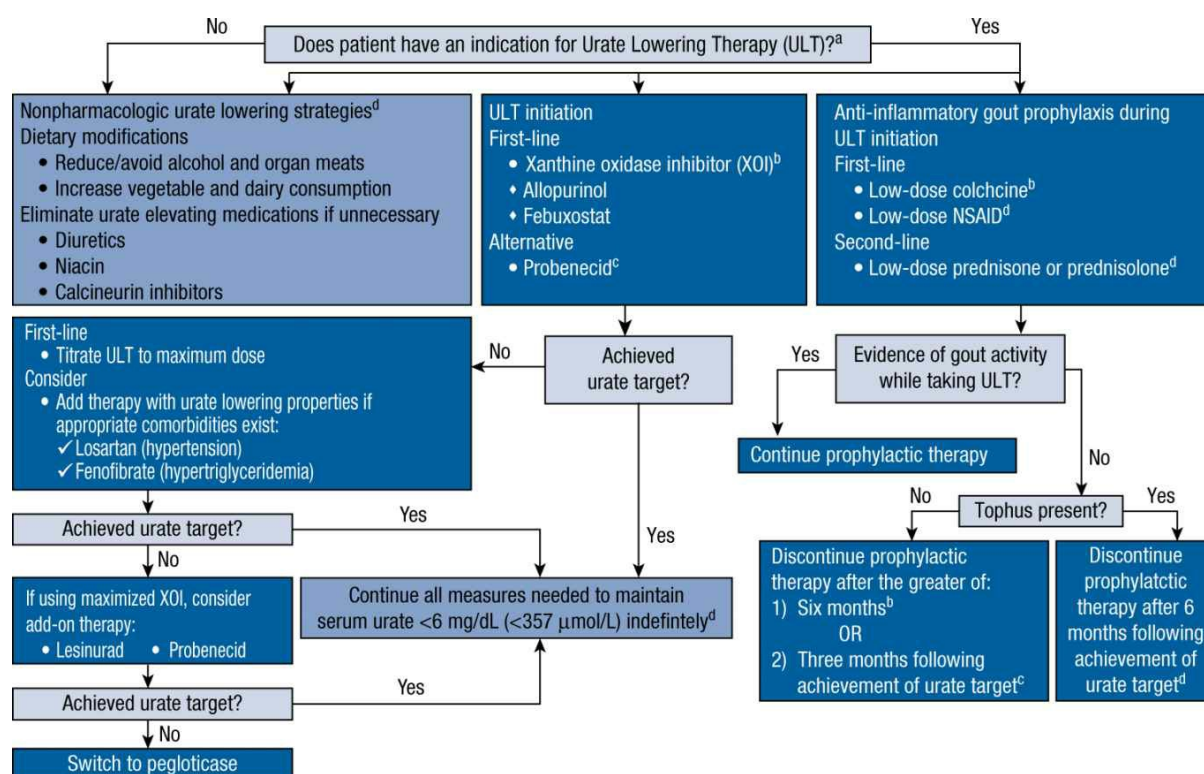 No
Does patient have an indication for Urate Lowering Therapy (ULT)?a
Yes
Nonpharmacologic urate lowering strategiesd
Dietary modifications
• Reduce/avoid alcohol and organ meats
• Increase vegetable and dairy consumption
Eliminate urate elevating medications if unnecessary
• Diuretics
• Niacin
• Calcineurin inhibitors
ULT initiation
First-line
• Xanthine oxidase inhibitor (XOI)b
♦ Allopurinol
♦ Febuxostat
Alternative
• Probenecidc
Anti-inflammatory gout prophylaxis during
ULT initiation
First-line
• Low-dose colchcineb
• Low-dose NSAIDd
Second-line
• Low-dose prednisone or prednisoloned
First-line
• Titrate ULT to maximum dose
Consider
• Add therapy with urate lowering properties if
appropriate comorbidities exist:
✓ Losartan (hypertension)
✓ Fenofibrate (hypertriglyceridemia)
No
Achieved
urate target?
Yes
Evidence of gout activity
while taking ULT?
Continue prophylactic therapy
No
Achieved urate target?
Yes
Yes
No
Tophus present?
Yes
No
If using maximized XOI, consider
add-on therapy:
• Lesinurad • Probenecid
Continue all measures needed to maintain
serum urate <6 mg/dL (<357 μmol/L) indefintelyd
Discontinue prophylactic
therapy after the greater of:
1) Six monthsb
OR
2) Three months following
achievement of urate targetc
Discontinue
prophylatctic
therapy after 6
months following
achievement of
urate targetd
Achieved urate target?
Yes
No
Switch to pegloticase